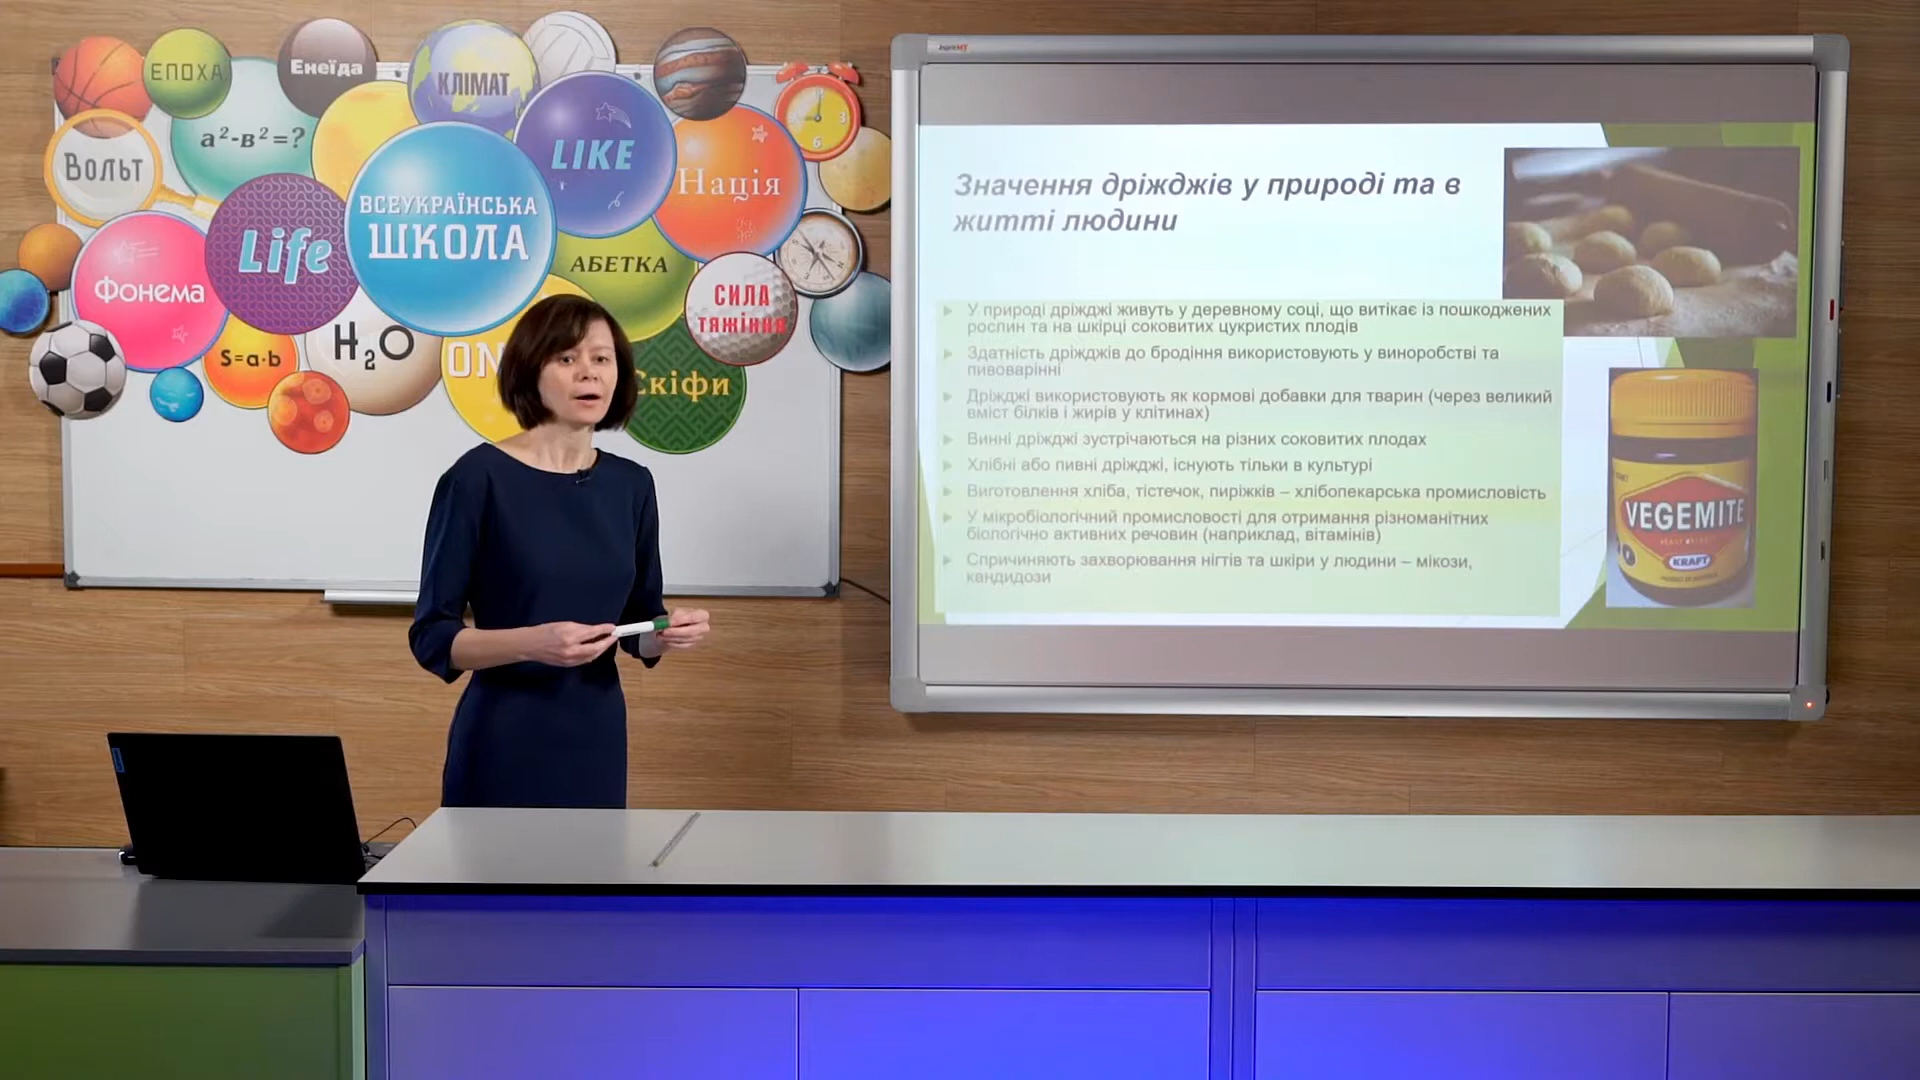 ЕПОХА
Енеїда
КЛІМАТ
a²-в²=?
Вольт
LIKE
Нація
ВСЕУКРАЇНСЬКА
ШКОЛА
Life
АБЕТКА
Фонема
СИЛА
ТЯЖІННЯ
S=a·b
H₂O
ON
Скіфи
Значення дріжджів у природі та в
житті людини
У природі дріжджі живуть у деревному соці, що витікає із пошкоджених
рослин та на шкірці соковитих цукристих плодів
Здатність дріжджів до бродіння використовують у виноробстві та
пивоварінні
Дріжджі використовують як кормові добавки для тварин (через великий
вміст білків і жирів у клітинах)
Винні дріжджі зустрічаються на різних соковитих плодах
Хлібні або пивні дріжджі, існують тільки в культурі
Виготовлення хліба, тістечок, пиріжків – хлібопекарська промисловість
У мікробіологічний промисловості для отримання різноманітних
біологічно активних речовин (наприклад, вітамінів)
Спричиняють захворювання нігтів та шкіри у людини – мікози,
кандидози
VEGEMITE
KRAFT